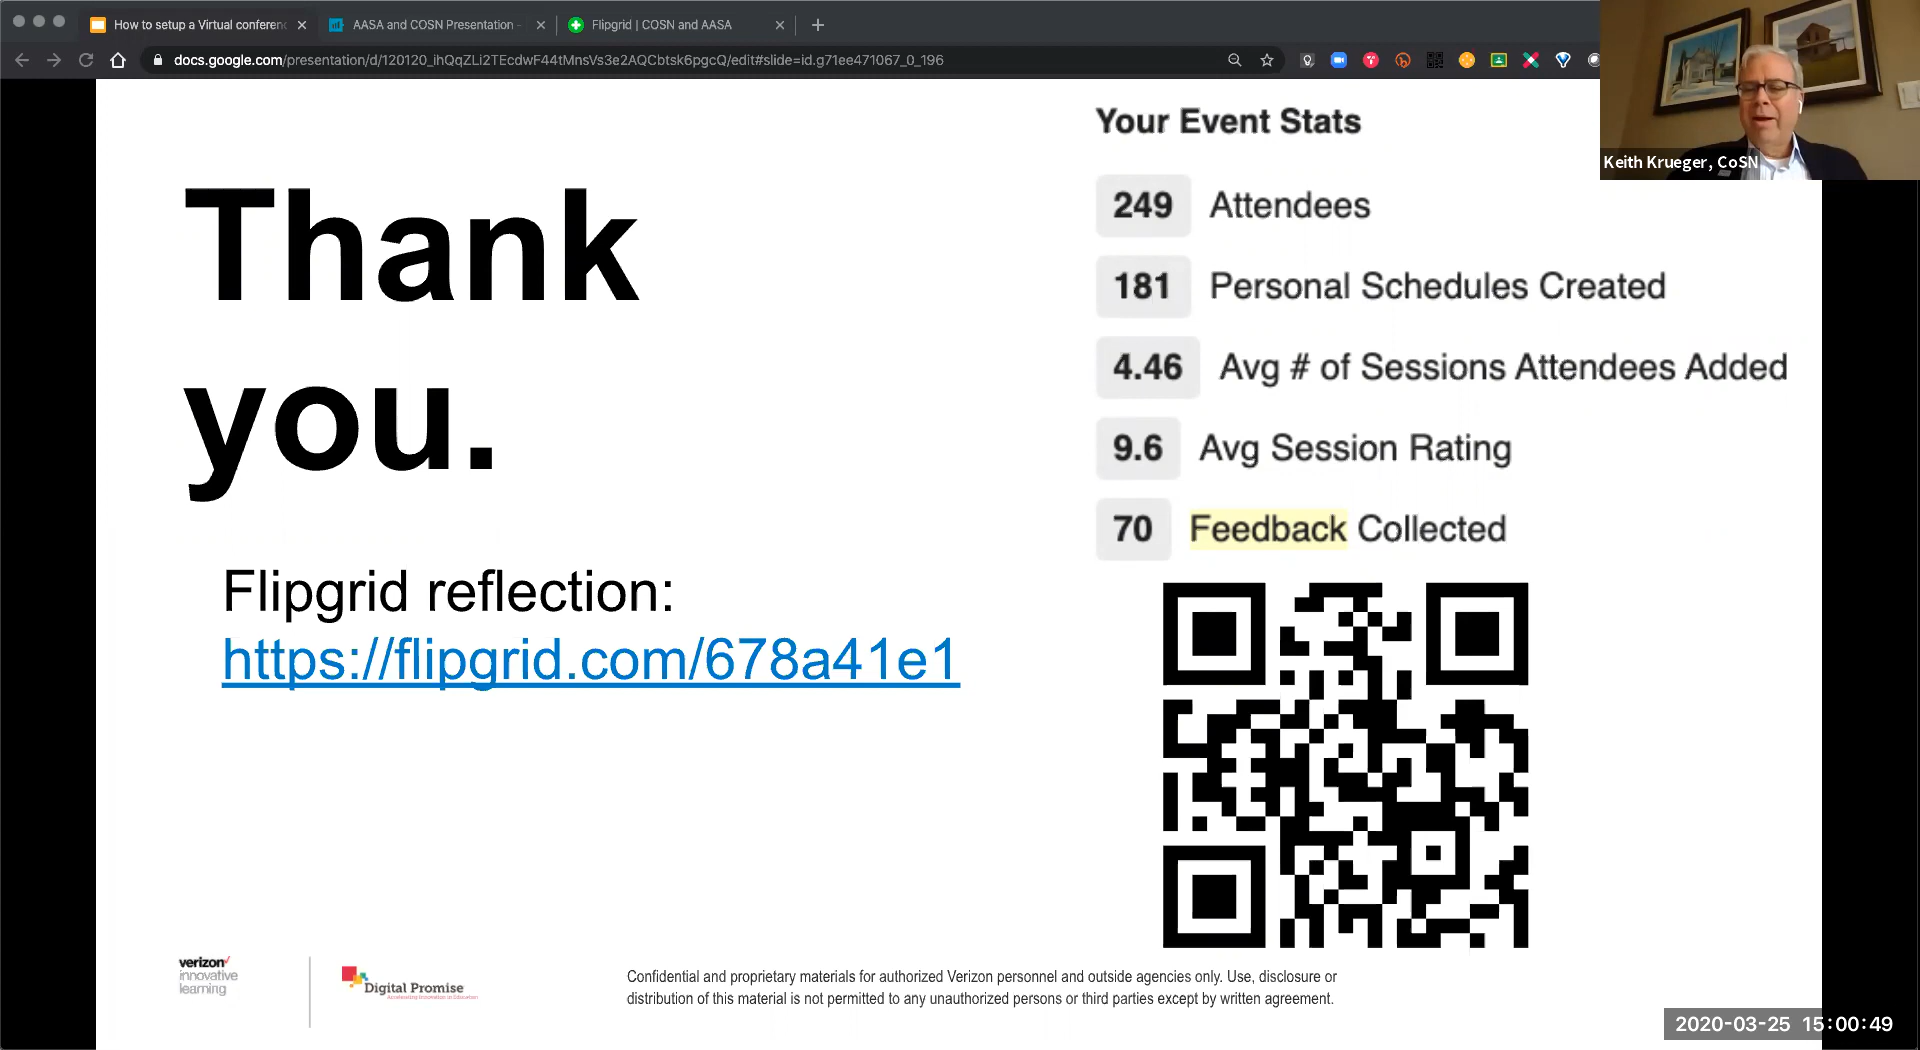 How to setup a Virtual conferen
AASA and COSN Presentation -
Flipgrid | COSN and AASA
docs.google.com/presentation/d/120120_ihQqZLi2TEcdwF44tMnsVs3e2AQCbtsk6pgcQ/edit#slide=id.g71ee471067_0_196
Keith Krueger, CoSN
Thank
you.
Flipgrid reflection:
https://flipgrid.com/678a41e1
Your Event Stats
249 Attendees
181 Personal Schedules Created
4.46 Avg # of Sessions Attendees Added
9.6 Avg Session Rating
70 Feedback Collected
verizon
innovative
learning
Digital Promise
Accelerating Innovation in Education
Confidential and proprietary materials for authorized Verizon personnel and outside agencies only. Use, disclosure or
distribution of this material is not permitted to any unauthorized persons or third parties except by written agreement.
2020-03-25 15:00:49